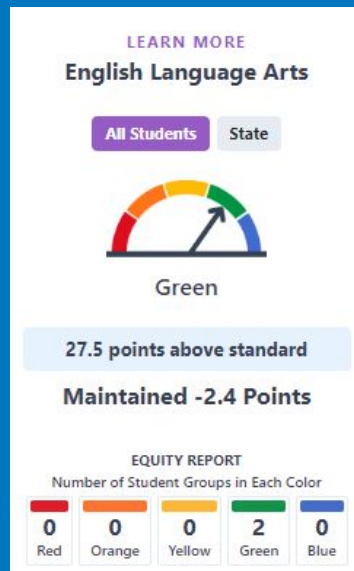 LEARN MORE
English Language Arts
All Students State
Green
27.5 points above standard
Maintained -2.4 Points
EQUITY REPORT
Number of Student Groups in Each Color
0 0 0 2 0
Red Orange Yellow Green Blue